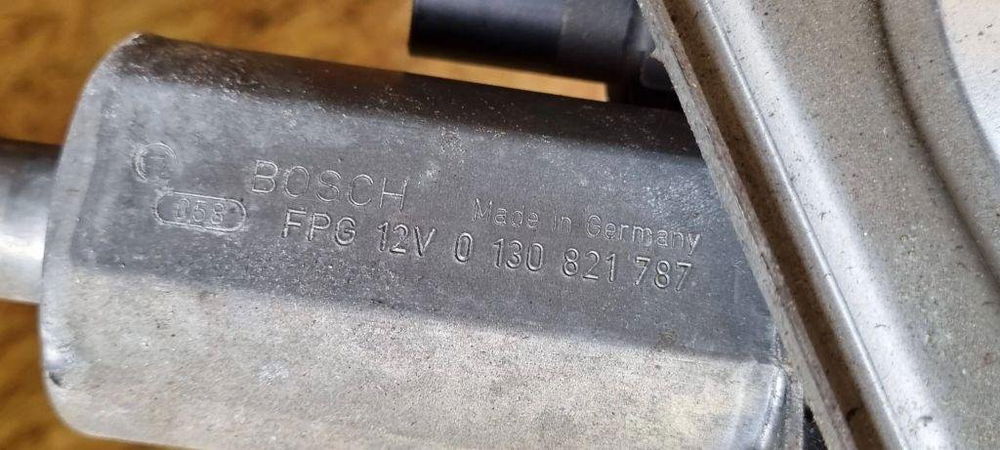 BOSCH
Made in Germany
058
FPG 12V 0 130 821 787